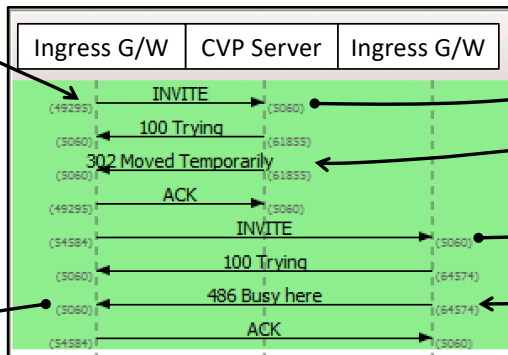 Ingress G/W CVP Server Ingress G/W
INVITE
(49295) (5060)
100 Trying
(5060) (61855)
302 Moved Temporarily
(5060) (61855)
ACK
(49295) (5060)
INVITE
(54584) (5060)
100 Trying
(5060) (64574)
486 Busy here
(5060) (64574)
ACK
(54584) (5060)